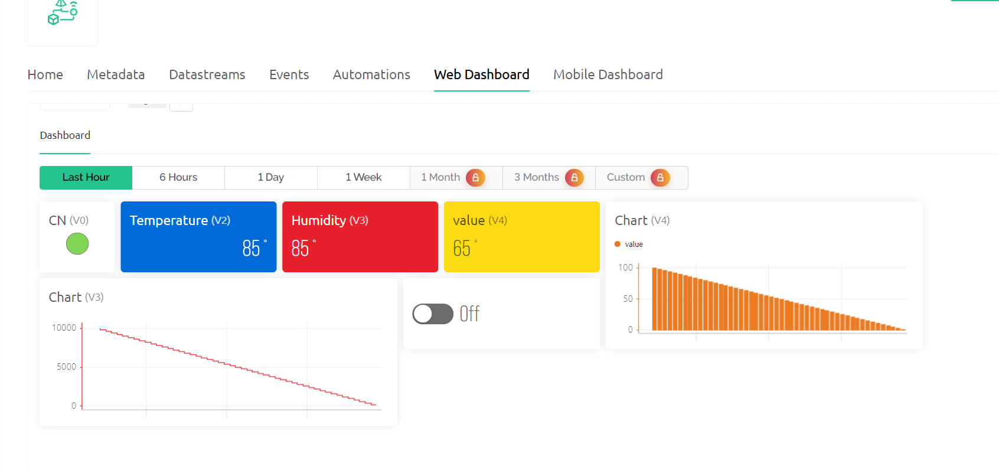 Home Metadata Datastreams Events Automations Web Dashboard Mobile Dashboard
Dashboard
Last Hour 6 Hours 1 Day 1 Week 1 Month 3 Months Custom
CN (V0)
Temperature (V2)
85 °
Humidity (V3)
85 °
value (V4)
65 °
Chart (V4)
value
100
50
0
Chart (V3)
10000
5000
0
Off